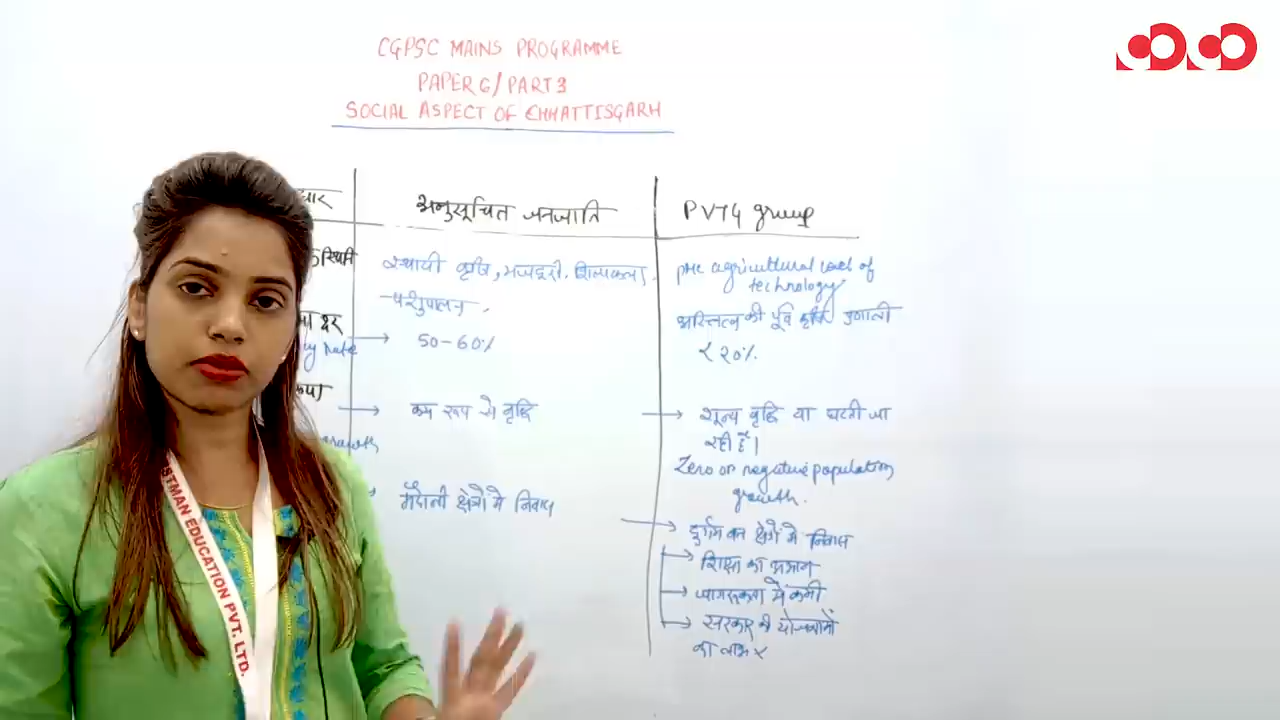 CGPSC MAINS PROGRAMME
PAPER 6/PART 3
SOCIAL ASPECT OF CHHATTISGARH
अनुसूचित जनजाति
PVTG group
स्थायी कृषि, मजदूरी, शिल्पकला,
पशुपालन,
50-60%
कम रूप से वृद्धि
मैदानी क्षेत्रों में निवास
pre agricultural level of
technology
अस्तित्व की पूर्व कृषि प्रणाली
< 20%
शून्य वृद्धि या घटती जा
रही है।
Zero or negative population
growth.
दुर्गम वन क्षेत्रों में निवास
शिक्षा का अभाव
जागरूकता में कमी
सरकार की योजनाओं
का लाभ x
STMAN EDUCATION PVT. LTD.